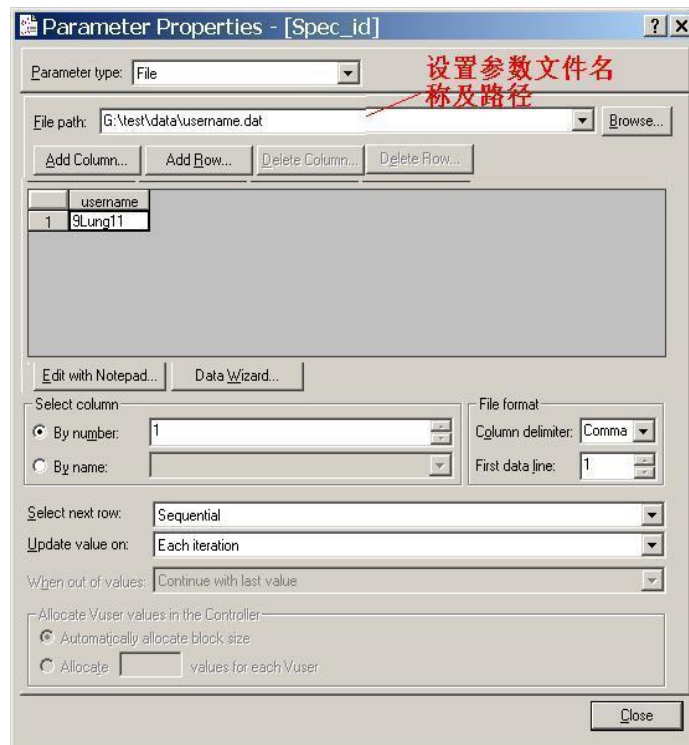 Parameter Properties - [Spec_id]
Parameter type: File
设置参数文件名
称及路径
File path: G:\test\data\username.dat Browse...
Add Column... Add Row... Delete Column... Delete Row...
username
1 9Lung11
Edit with Notepad... Data Wizard...
Select column
File format
By number: 1
Column delimiter: Comma
By name:
First data line: 1
Select next row: Sequential
Update value on: Each iteration
When out of values: Continue with last value
Allocate Vuser values in the Controller
Automatically allocate block size
Allocate values for each Vuser
Close